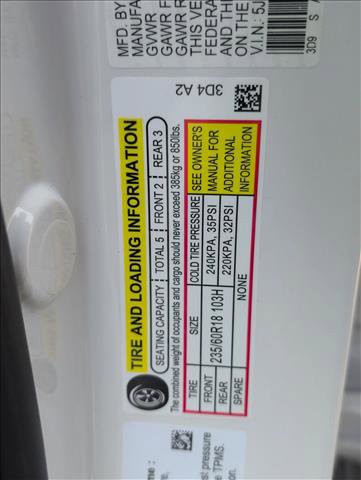 MFD. BY
MANUFA
GVWR
GAWR F
GAWR R
THIS VE
FEDERA
AND THE
ON THE
V.I.N.: 5J
3D9 S
3D4 A2
TIRE AND LOADING INFORMATION
SEATING CAPACITY TOTAL 5 FRONT 2 REAR 3
The combined weight of occupants and cargo should never exceed 385kg or 850lbs.
TIRE SIZE COLD TIRE PRESSURE
FRONT 235/60R18 103H 240KPA, 35PSI
REAR 220KPA, 32PSI
SPARE NONE
SEE OWNER'S
MANUAL FOR
ADDITIONAL
INFORMATION
st pressure
e TPMS.